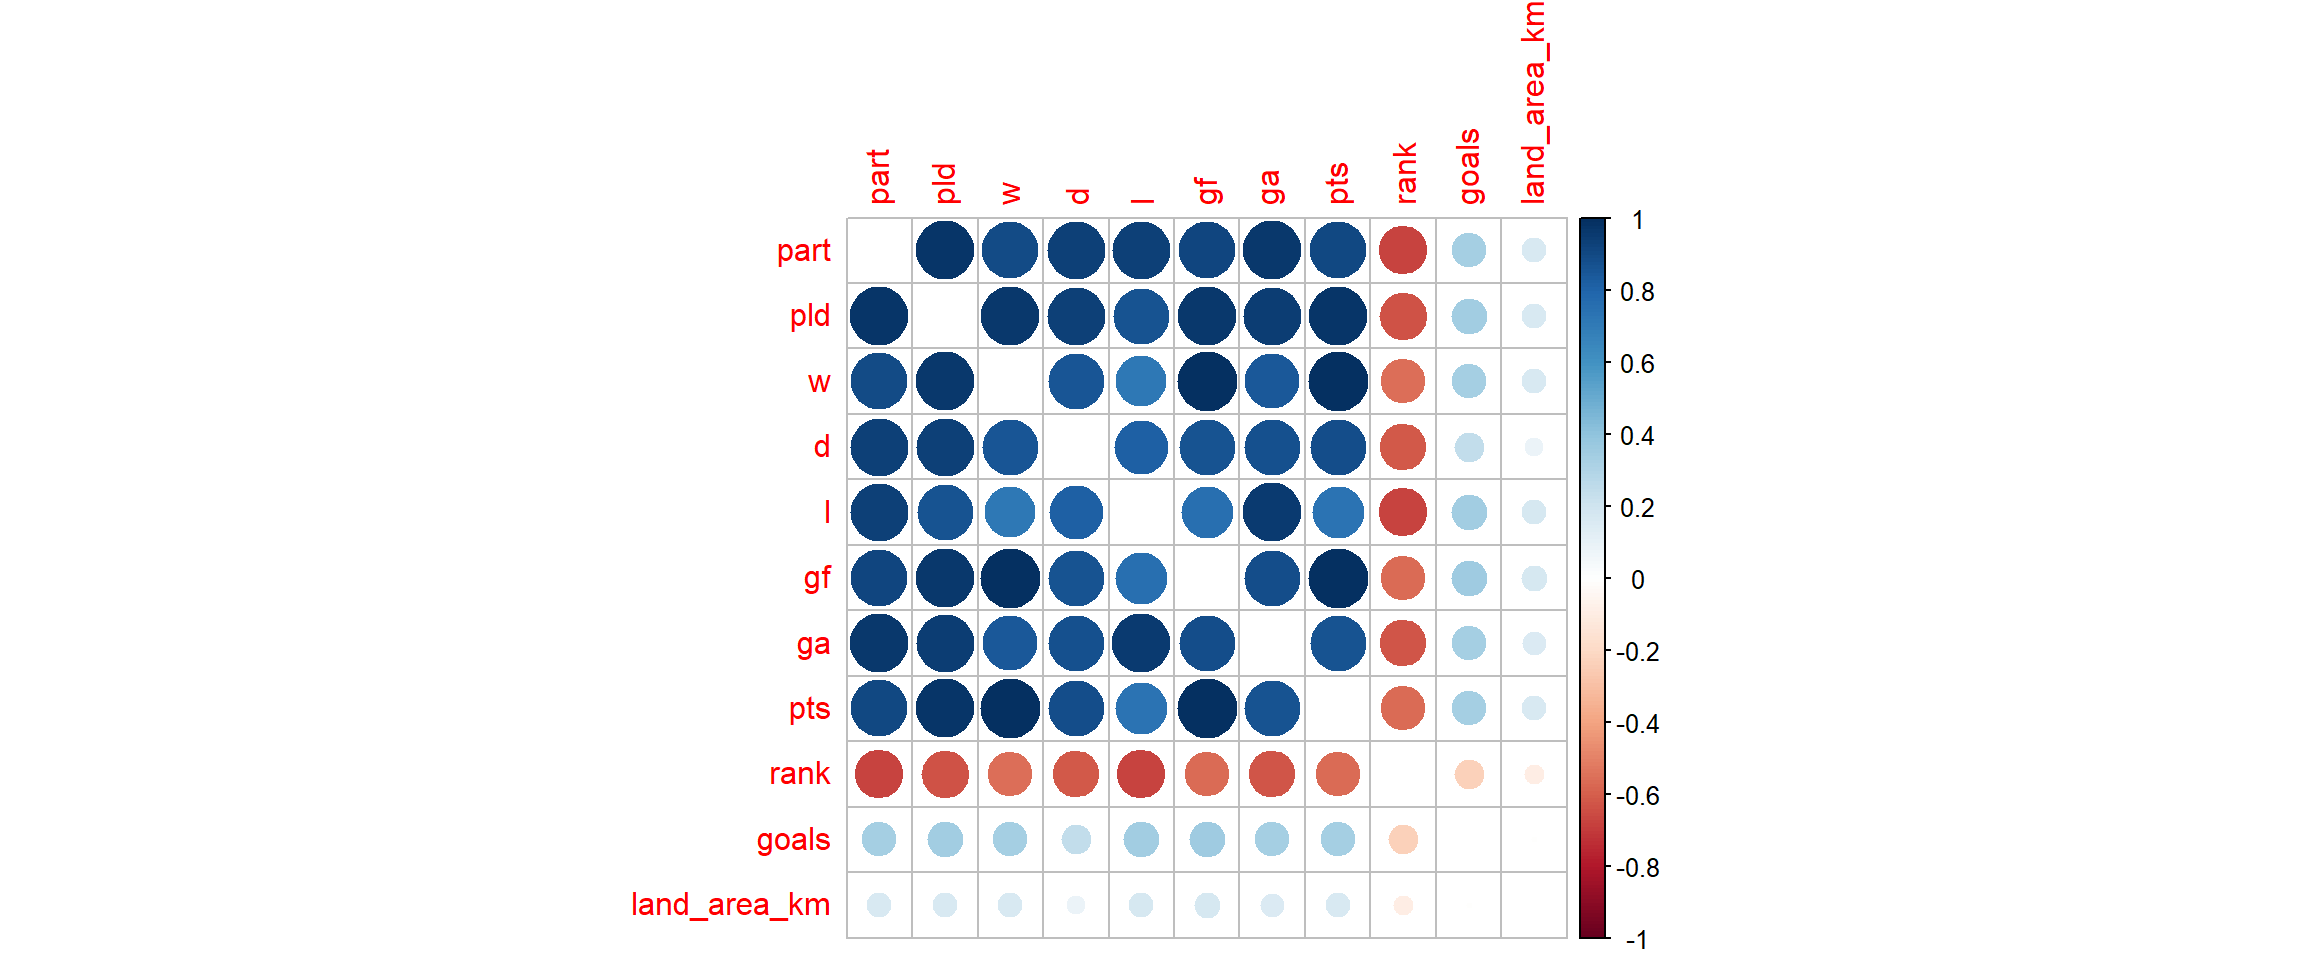 part
pld
w
d
l
gf
ga
pts
rank
goals
land_area_km
part
pld
w
d
l
gf
ga
pts
rank
goals
land_area_km
1
0.8
0.6
0.4
0.2
0
-0.2
-0.4
-0.6
-0.8
-1